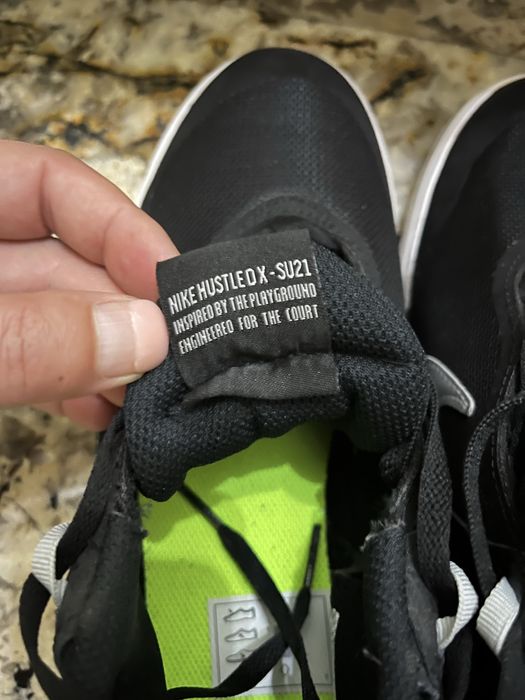 NIKE HUSTLE D X - SU21
INSPIRED BY THE PLAYGROUND
ENGINEERED FOR THE COURT